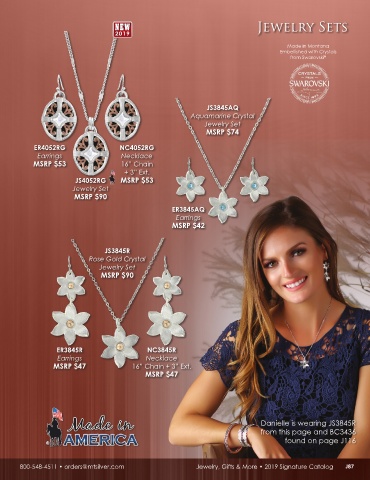 NEW
2019
JEWELRY SETS
Made in Montana
Embellished with Crystals
from Swarovski®
CRYSTALS
FROM
SWAROVSKI
JS3845AQ
Aquamarine Crystal
Jewelry Set
MSRP $74
ER4052RG
Earrings
MSRP $53
NC4052RG
Necklace
16" Chain
+ 3" Ext.
MSRP $53
JS4052RG
Jewelry Set
MSRP $90
ER3845AQ
Earrings
MSRP $42
JS3845R
Rose Gold Crystal
Jewelry Set
MSRP $90
ER3845R
Earrings
MSRP $47
NC3845R
Necklace
16" Chain + 3" Ext.
MSRP $47
Made in
AMERICA
Danielle is wearing JS3845R
from this page and BC3436
found on page J116
800-548-4511 • orders@mtsilver.com
Jewelry, Gifts & More • 2019 Signature Catalog J87